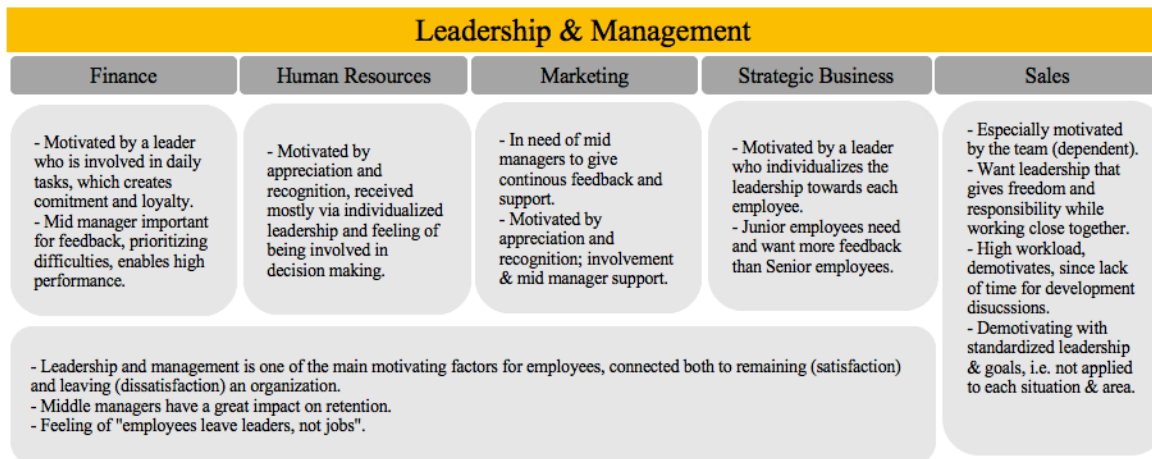 Leadership & Management
Finance
Human Resources
Marketing
Strategic Business
Sales
- Motivated by a leader
who is involved in daily
tasks, which creates
comitment and loyalty.
- Mid manager important
for feedback, prioritizing
difficulties, enables high
performance.
- Motivated by
appreciation and
recognition, received
mostly via individualized
leadership and feeling of
being involved in
decision making.
- In need of mid
managers to give
continous feedback and
support.
- Motivated by
appreciation and
recognition; involvement
& mid manager support.
- Motivated by a leader
who individualizes the
leadership towards each
employee.
- Junior employees need
and want more feedback
than Senior employees.
- Especially motivated
by the team (dependent).
- Want leadership that
gives freedom and
responsibility while
working close together.
- High workload,
demotivates, since lack
of time for development
disucssions.
- Demotivating with
standardized leadership
& goals, i.e. not applied
to each situation & area.
- Leadership and management is one of the main motivating factors for employees, connected both to remaining (satisfaction)
and leaving (dissatisfaction) an organization.
- Middle managers have a great impact on retention.
- Feeling of "employees leave leaders, not jobs".